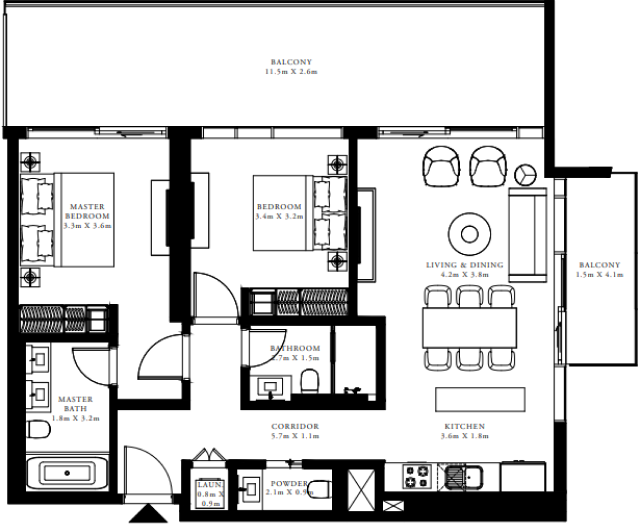 BALCONY
11.5m X 2.6m
MASTER
BEDROOM
3.3m X 3.6m
BEDROOM
3.4m X 3.2m
LIVING & DINING
4.2m X 3.8m
BALCONY
1.5m X 4.1m
BATHROOM
2.7m X 1.5m
MASTER
BATH
1.8m X 3.2m
CORRIDOR
5.7m X 1.1m
KITCHEN
3.6m X 1.8m
LAUN.
0.8m X
0.9m
POWDER
2.1m X 0.9m